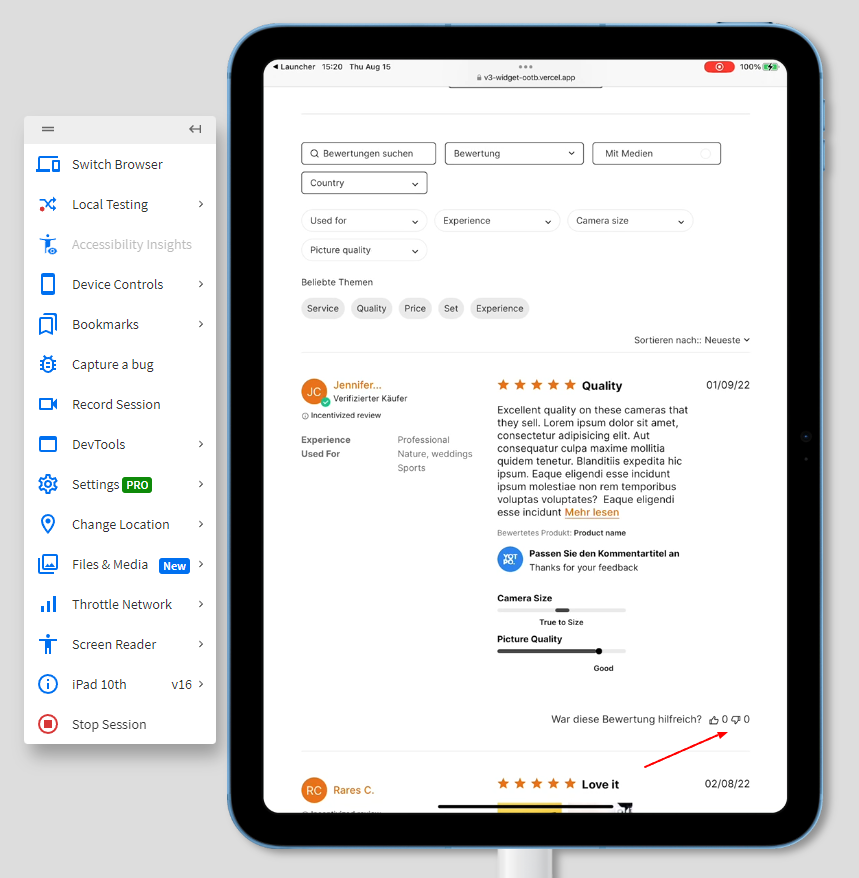 Switch Browser
Local Testing
Accessibility Insights
Device Controls
Bookmarks
Capture a bug
Record Session
DevTools
Settings PRO
Change Location
Files & Media New
Throttle Network
Screen Reader
iPad 10th v16
Stop Session
Launcher 15:20 Thu Aug 15
100%
v3-widget-ootb.vercel.app
Bewertungen suchen
Bewertung
Mit Medien
Country
Used for
Experience
Camera size
Picture quality
Beliebte Themen
Service Quality Price Set Experience
Sortieren nach:: Neueste
JC
Jennifer...
Verifizierter Käufer
Incentivized review
Experience Professional
Used For Nature, weddings
Sports
Quality
01/09/22
Excellent quality on these cameras that
they sell. Lorem ipsum dolor sit amet,
consectetur adipisicing elit. Aut
consequatur culpa maxime mollitia
quidem tenetur. Blanditiis expedita hic
ipsum. Eaque eligendi esse incidunt
ipsum molestiae non rem temporibus
voluptas voluptates? Eaque eligendi
esse incidunt Mehr lesen
Bewertetes Produkt: Product name
YOT
PO.
Passen Sie den Kommentartitel an
Thanks for your feedback
Camera Size
True to Size
Picture Quality
Good
War diese Bewertung hilfreich? 0 0
RC
Rares C.
Incentivized review
Love it
02/08/22